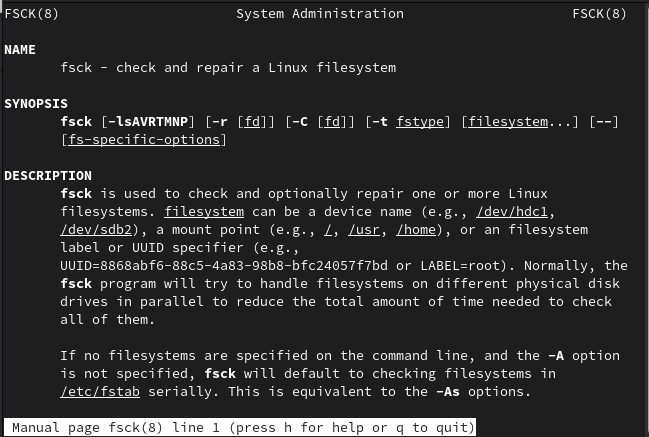 FSCK(8) System Administration FSCK(8)
NAME
fsck - check and repair a Linux filesystem
SYNOPSIS
fsck [-lsAVRTMNP] [-r [fd]] [-C [fd]] [-t fstype] [filesystem...] [--]
[fs-specific-options]
DESCRIPTION
fsck is used to check and optionally repair one or more Linux
filesystems. filesystem can be a device name (e.g., /dev/hdc1,
/dev/sdb2), a mount point (e.g., /, /usr, /home), or an filesystem
label or UUID specifier (e.g.,
UUID=8868abf6-88c5-4a83-98b8-bfc24057f7bd or LABEL=root). Normally, the
fsck program will try to handle filesystems on different physical disk
drives in parallel to reduce the total amount of time needed to check
all of them.
If no filesystems are specified on the command line, and the -A option
is not specified, fsck will default to checking filesystems in
/etc/fstab serially. This is equivalent to the -As options.
Manual page fsck(8) line 1 (press h for help or q to quit)